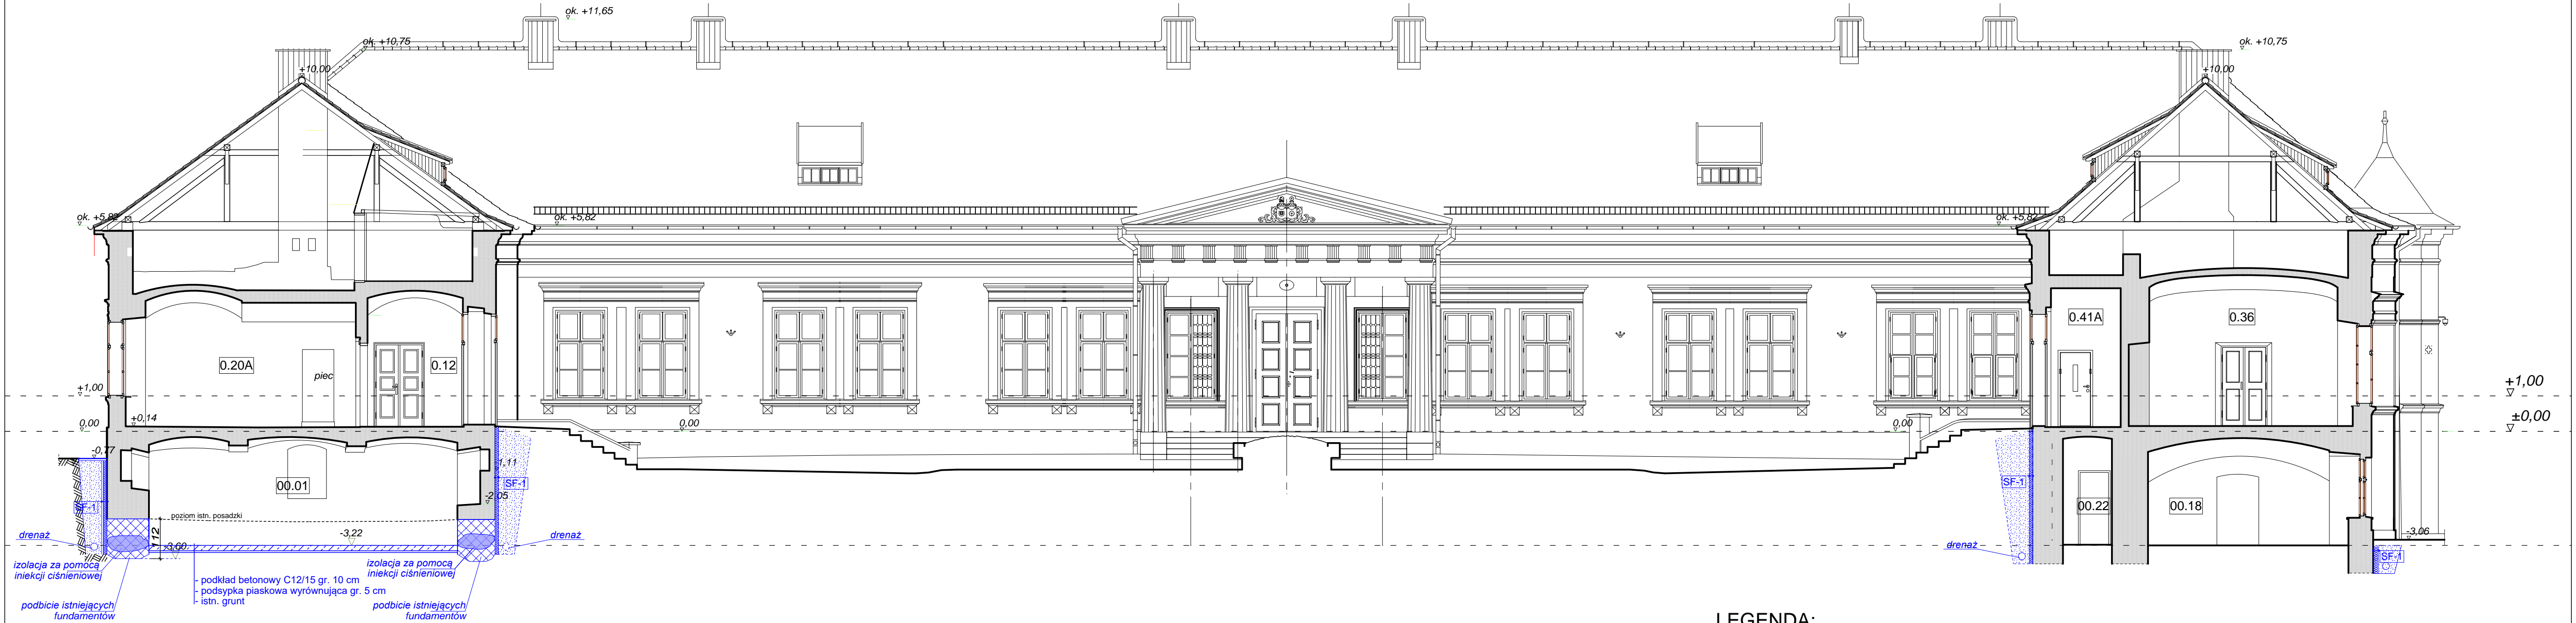 ok. +11,65
ok. +10,75
ok. +10,75
+10,00
+10,00
ok. +5,82
ok. +5,82
ok. +5,82
0.41A
0.36
0.20A
0.12
piec
+1,00
+1,00
+0,14
±0,00
0,00
0,00
0,00
-0,77
-1,11
00.01
SF-1
SF-1
-2,05
SF-1
00.22
00.18
poziom istn. posadzki
112
-3,22
-3,06
drenaż
drenaż
drenaż
-3,60
SF-1
izolacja za pomocą
iniekcji ciśnieniowej
izolacja za pomocą
iniekcji ciśnieniowej
- podkład betonowy C12/15 gr. 10 cm
- podsypka piaskowa wyrównująca gr. 5 cm
- istn. grunt
podbicie istniejących
fundamentów
podbicie istniejących
fundamentów
LEGENDA: